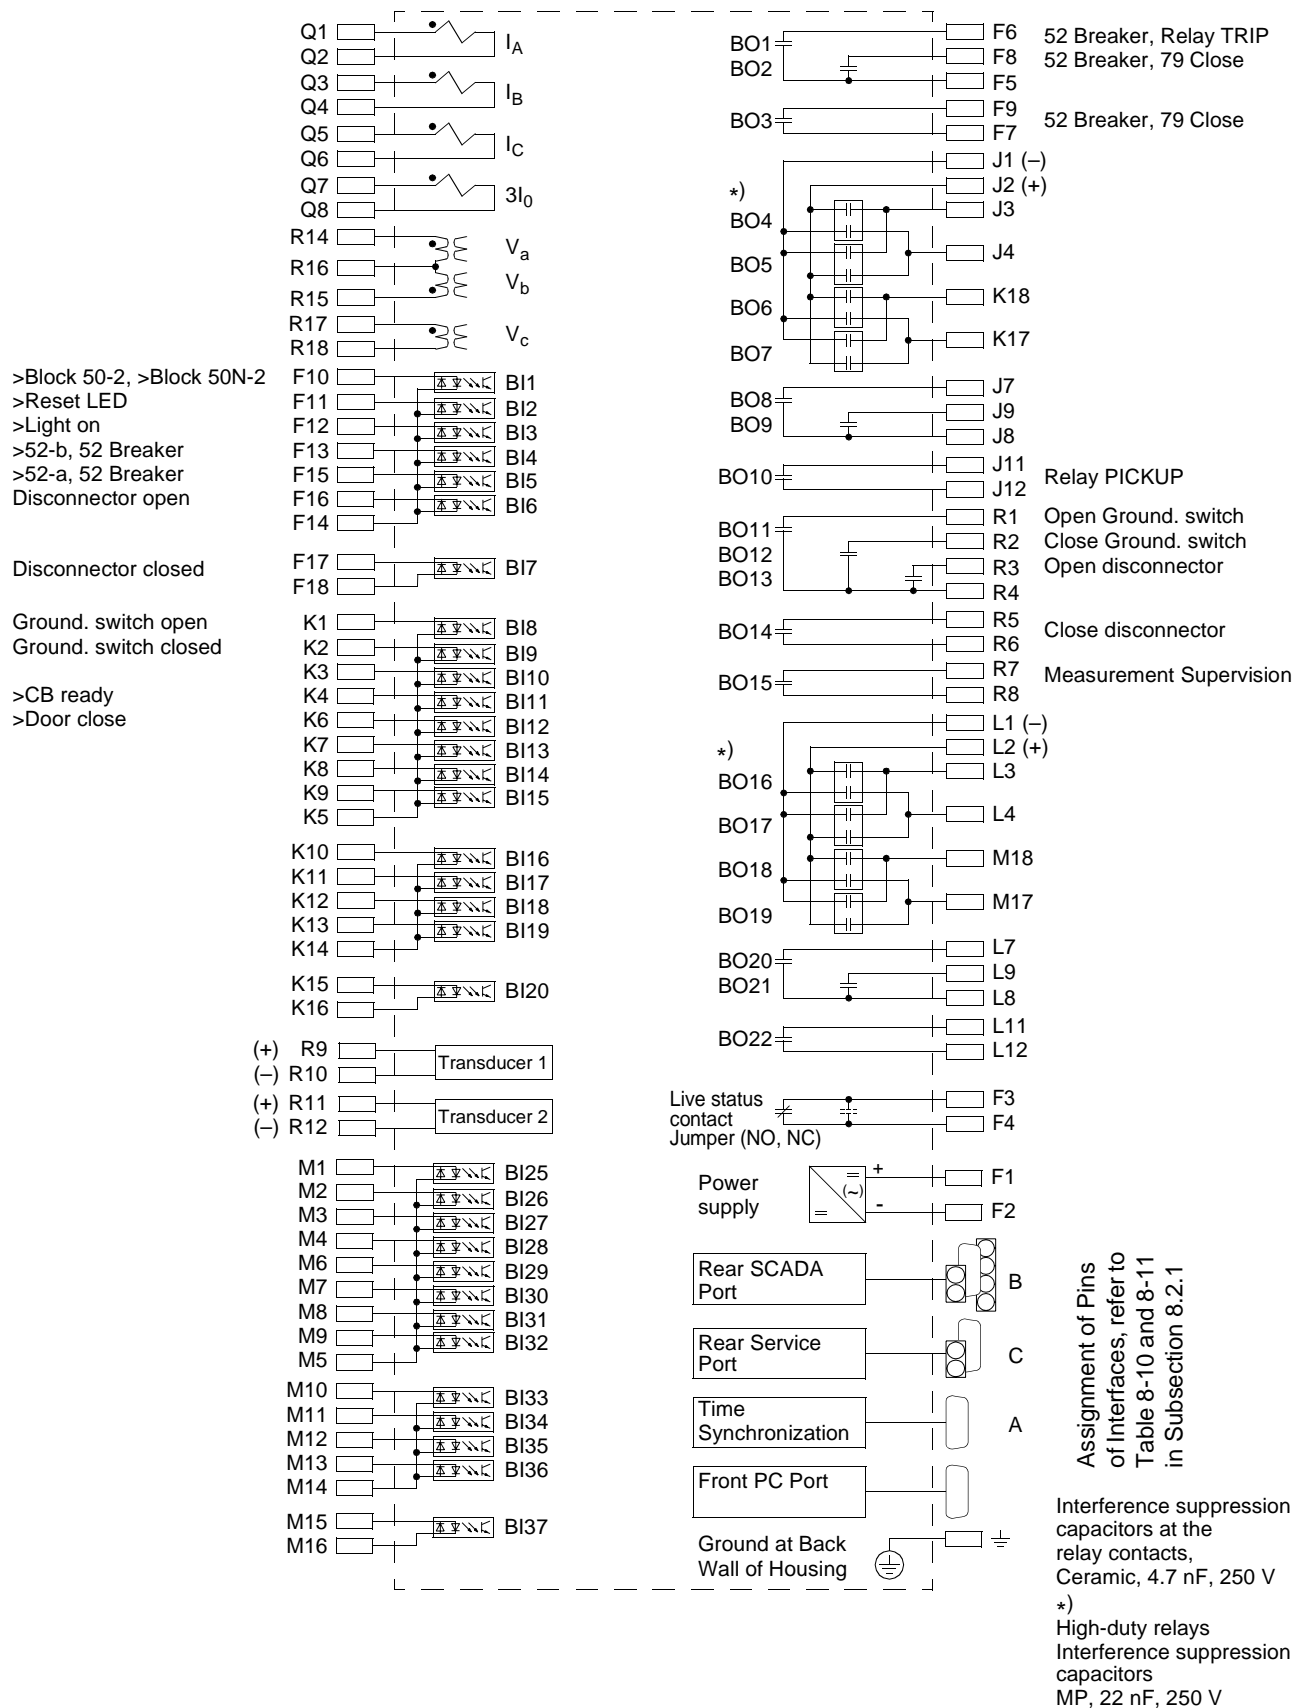 Q1
Q2
I_A
Q3
Q4
I_B
Q5
Q6
I_C
Q7
Q8
3I_0
R14
R16
V_a
R15
V_b
R17
R18
V_c
>Block 50-2, >Block 50N-2 F10 BI1
>Reset LED F11 BI2
>Light on F12 BI3
>52-b, 52 Breaker F13 BI4
>52-a, 52 Breaker F15 BI5
Disconnector open F16 BI6
F14
Disconnector closed F17 BI7
F18
Ground. switch open K1 BI8
Ground. switch closed K2 BI9
K3 BI10
>CB ready K4 BI11
>Door close K6 BI12
K7 BI13
K8 BI14
K9 BI15
K5
K10 BI16
K11 BI17
K12 BI18
K13 BI19
K14
K15 BI20
K16
(+) R9
(–) R10
Transducer 1
(+) R11
(–) R12
Transducer 2
M1 BI25
M2 BI26
M3 BI27
M4 BI28
M6 BI29
M7 BI30
M8 BI31
M9 BI32
M5
M10 BI33
M11 BI34
M12 BI35
M13 BI36
M14
M15 BI37
M16
BO1 F6 52 Breaker, Relay TRIP
BO2 F8 52 Breaker, 79 Close
F5
BO3 F9
F7
52 Breaker, 79 Close
J1 (–)
*) J2 (+)
BO4 J3
BO5 J4
BO6 K18
BO7 K17
BO8 J7
BO9 J9
J8
BO10 J11
J12
Relay PICKUP
BO11 R1 Open Ground. switch
BO12 R2 Close Ground. switch
BO13 R3 Open disconnector
R4
BO14 R5
R6
Close disconnector
BO15 R7
R8
Measurement Supervision
L1 (–)
*) L2 (+)
BO16 L3
BO17 L4
BO18 M18
BO19 M17
BO20 L7
BO21 L9
L8
BO22 L11
L12
Live status
contact
Jumper (NO, NC)
F3
F4
Power
supply
(~)
+ F1
- F2
Rear SCADA
Port
B
Rear Service
Port
C
Time
Synchronization
A
Front PC Port
Ground at Back
Wall of Housing
Assignment of Pins
of Interfaces, refer to
Table 8-10 and 8-11
in Subsection 8.2.1
Interference suppression
capacitors at the
relay contacts,
Ceramic, 4.7 nF, 250 V
*)
High-duty relays
Interference suppression
capacitors
MP, 22 nF, 250 V